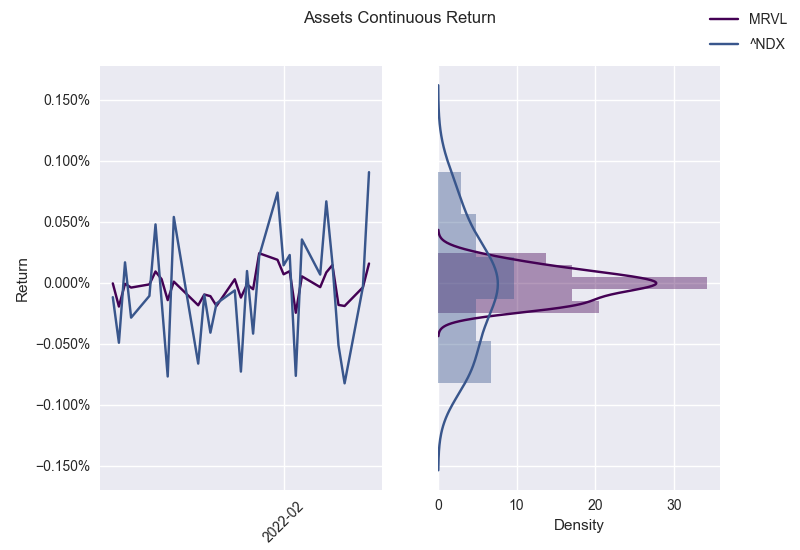 Assets Continuous Return
MRVL
^NDX
0.150%
0.100%
0.050%
0.000%
−0.050%
−0.100%
−0.150%
Return
2022-02
0 10 20 30
Density